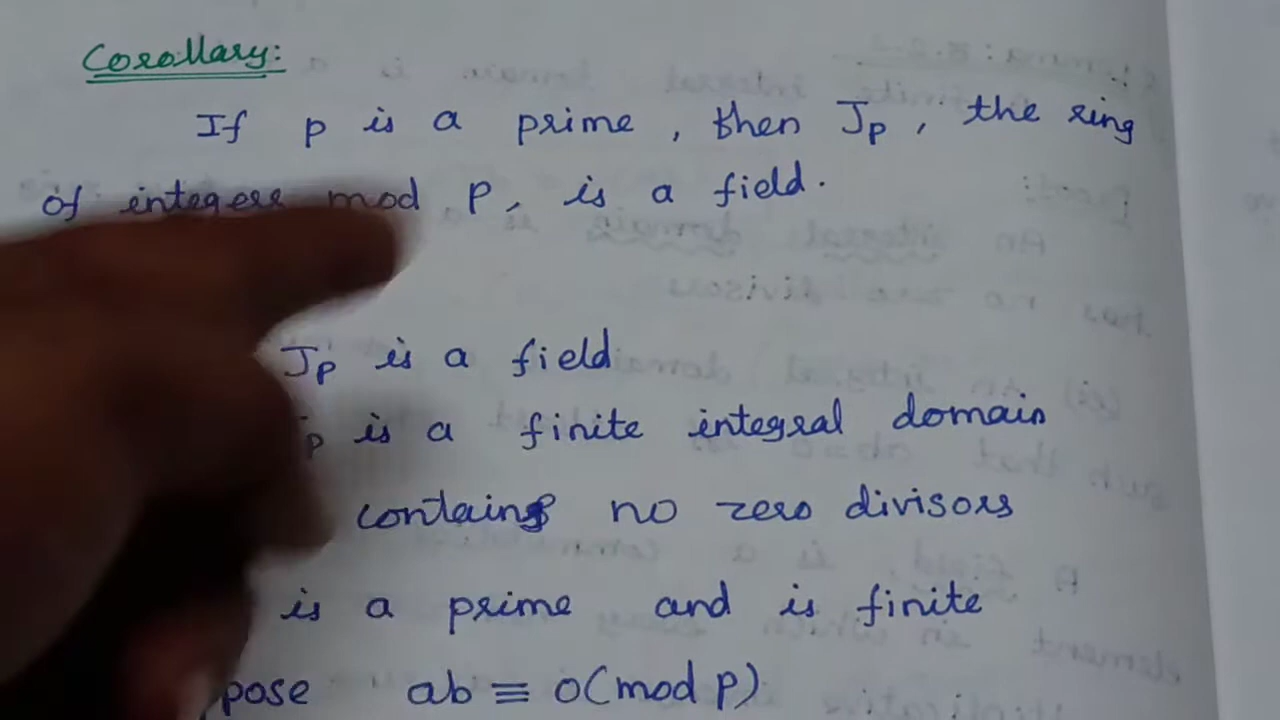 Corollary:
If p is a prime, then Jp, the ring
of integers mod P, is a field.
Jp is a field
p is a finite integral domain
contains no zero divisors
is a prime and is finite
pose ab ≡ 0(mod p)